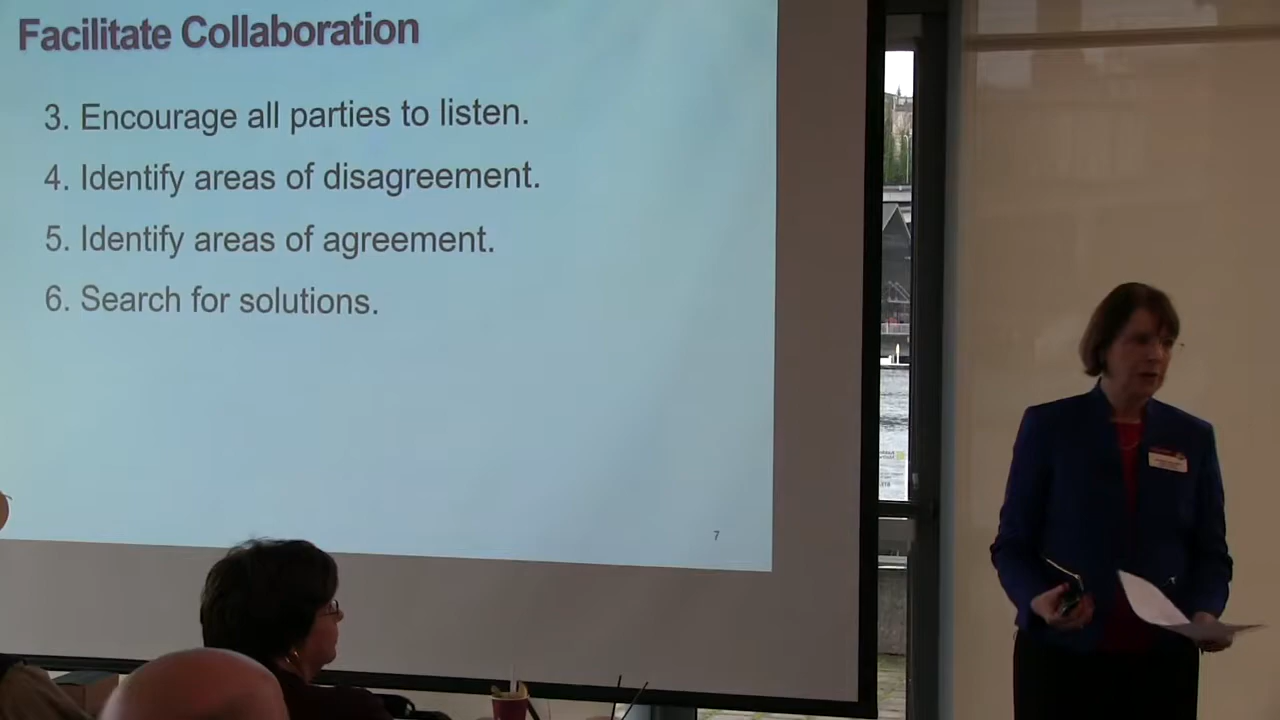 Facilitate Collaboration
3. Encourage all parties to listen.
4. Identify areas of disagreement.
5. Identify areas of agreement.
6. Search for solutions.
7